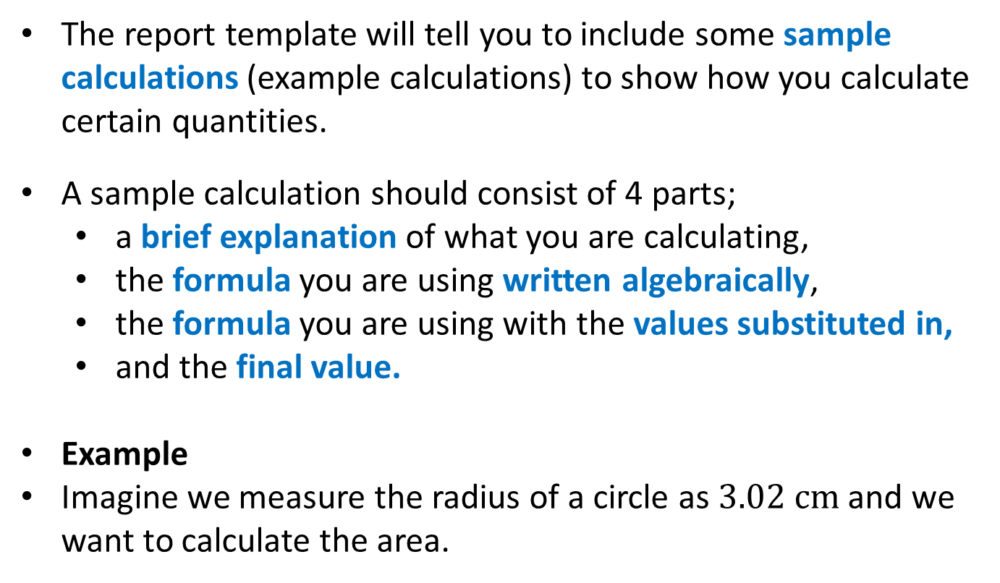 • The report template will tell you to include some sample
calculations (example calculations) to show how you calculate
certain quantities.
• A sample calculation should consist of 4 parts;
• a brief explanation of what you are calculating,
• the formula you are using written algebraically,
• the formula you are using with the values substituted in,
• and the final value.
• Example
• Imagine we measure the radius of a circle as 3.02 cm and we
want to calculate the area.